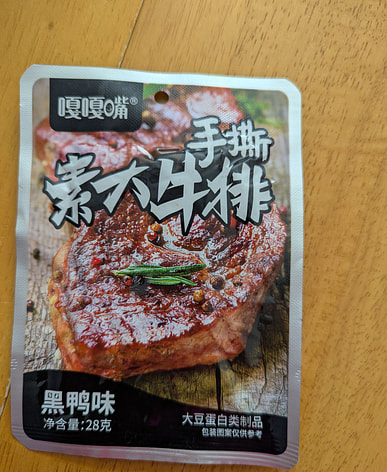 嘎嘎嘴®
手撕
素大牛排
黑鸭味
净含量:28克
大豆蛋白类制品
包装图案仅供参考